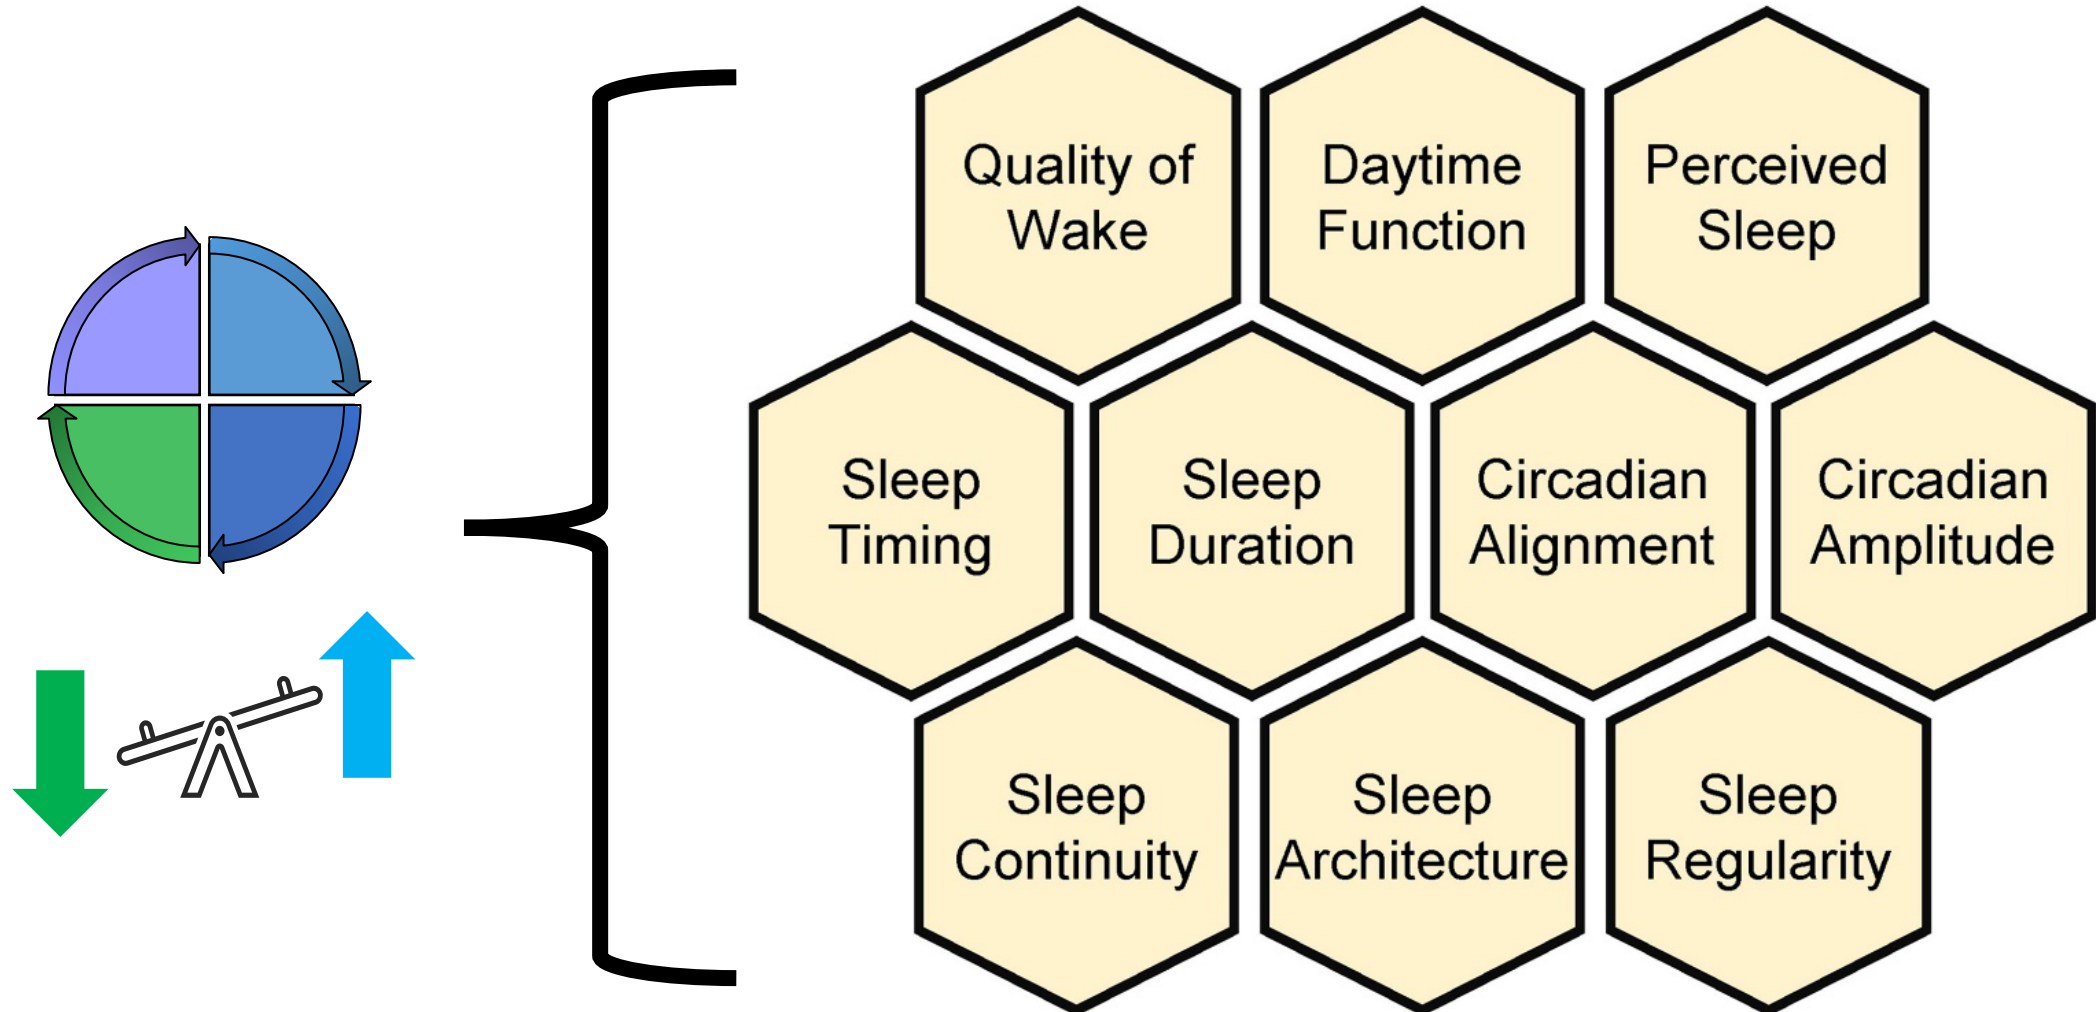 Quality of
Wake
Daytime
Function
Perceived
Sleep
Sleep
Timing
Sleep
Duration
Circadian
Alignment
Circadian
Amplitude
Sleep
Continuity
Sleep
Architecture
Sleep
Regularity